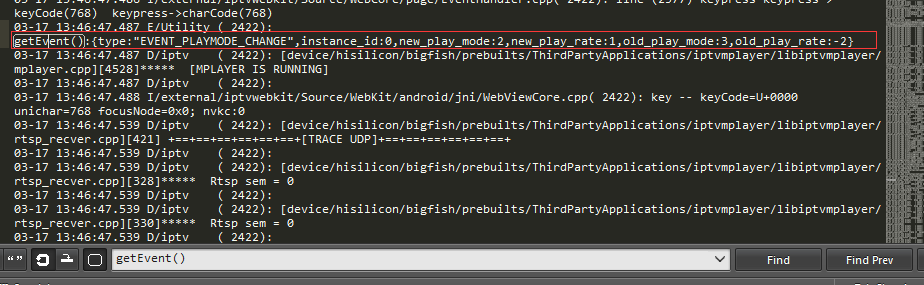 03-17 13:46:47.486 I/external/iptvwebkit/Source/WebCore/page/EventHandler.cpp( 2422): line (2577) keypress keypress >
keyCode(768)  keypress->charCode(768)
03-17 13:46:47.487 E/Utility ( 2422):
getEvent():{type:"EVENT_PLAYMODE_CHANGE",instance_id:0,new_play_mode:2,new_play_rate:1,old_play_mode:3,old_play_rate:-2}
03-17 13:46:47.487 D/iptv    ( 2422): [device/hisilicon/bigfish/prebuilts/ThirdPartyApplications/iptvmplayer/libiptvmplayer/
mplayer.cpp][4528]*****  [MPLAYER IS RUNNING]
03-17 13:46:47.487 D/iptv    ( 2422):
03-17 13:46:47.488 I/external/iptvwebkit/Source/WebKit/android/jni/WebViewCore.cpp( 2422): key -- keyCode=U+0000
unichar=768 focusNode=0x0; nvkc:0
03-17 13:46:47.539 D/iptv    ( 2422): [device/hisilicon/bigfish/prebuilts/ThirdPartyApplications/iptvmplayer/libiptvmplayer/
rtsp_recver.cpp][421] +==+==+==+==+==+==+[TRACE UDP]+==+==+==+==+==+==+
03-17 13:46:47.539 D/iptv    ( 2422):
03-17 13:46:47.539 D/iptv    ( 2422): [device/hisilicon/bigfish/prebuilts/ThirdPartyApplications/iptvmplayer/libiptvmplayer/
rtsp_recver.cpp][328]*****  Rtsp sem = 0
03-17 13:46:47.539 D/iptv    ( 2422):
03-17 13:46:47.539 D/iptv    ( 2422): [device/hisilicon/bigfish/prebuilts/ThirdPartyApplications/iptvmplayer/libiptvmplayer/
rtsp_recver.cpp][330]*****  Rtsp sem = 0
03-17 13:46:47.539 D/iptv    ( 2422):
“” getEvent() Find Find Prev